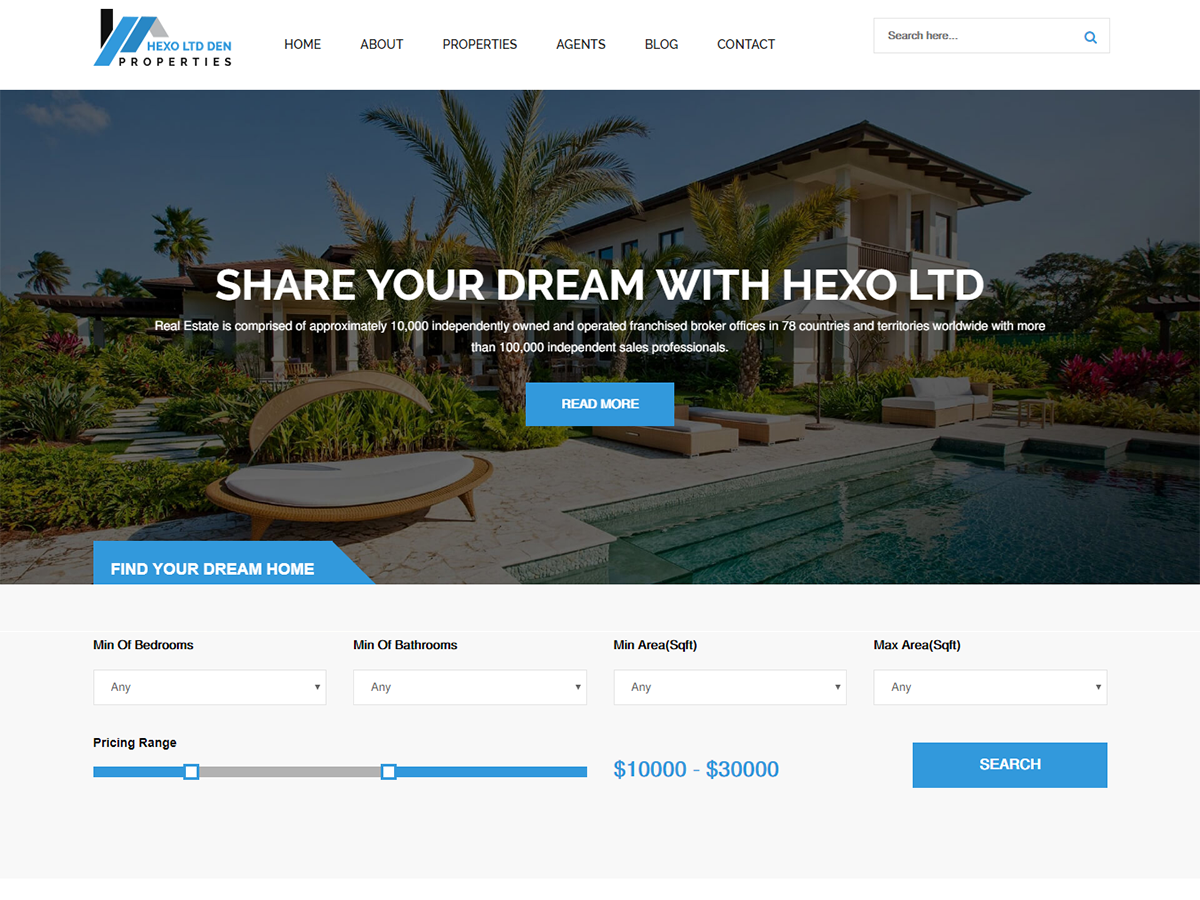 HEXO LTD DEN
PROPERTIES
HOME ABOUT PROPERTIES AGENTS BLOG CONTACT
Search here...
SHARE YOUR DREAM WITH HEXO LTD
Real Estate is comprised of approximately 10,000 independently owned and operated franchised broker offices in 78 countries and territories worldwide with more
than 100,000 independent sales professionals.
READ MORE
FIND YOUR DREAM HOME
Min Of Bedrooms Min Of Bathrooms Min Area(Sqft) Max Area(Sqft)
Any Any Any Any
Pricing Range
$10000 - $30000
SEARCH